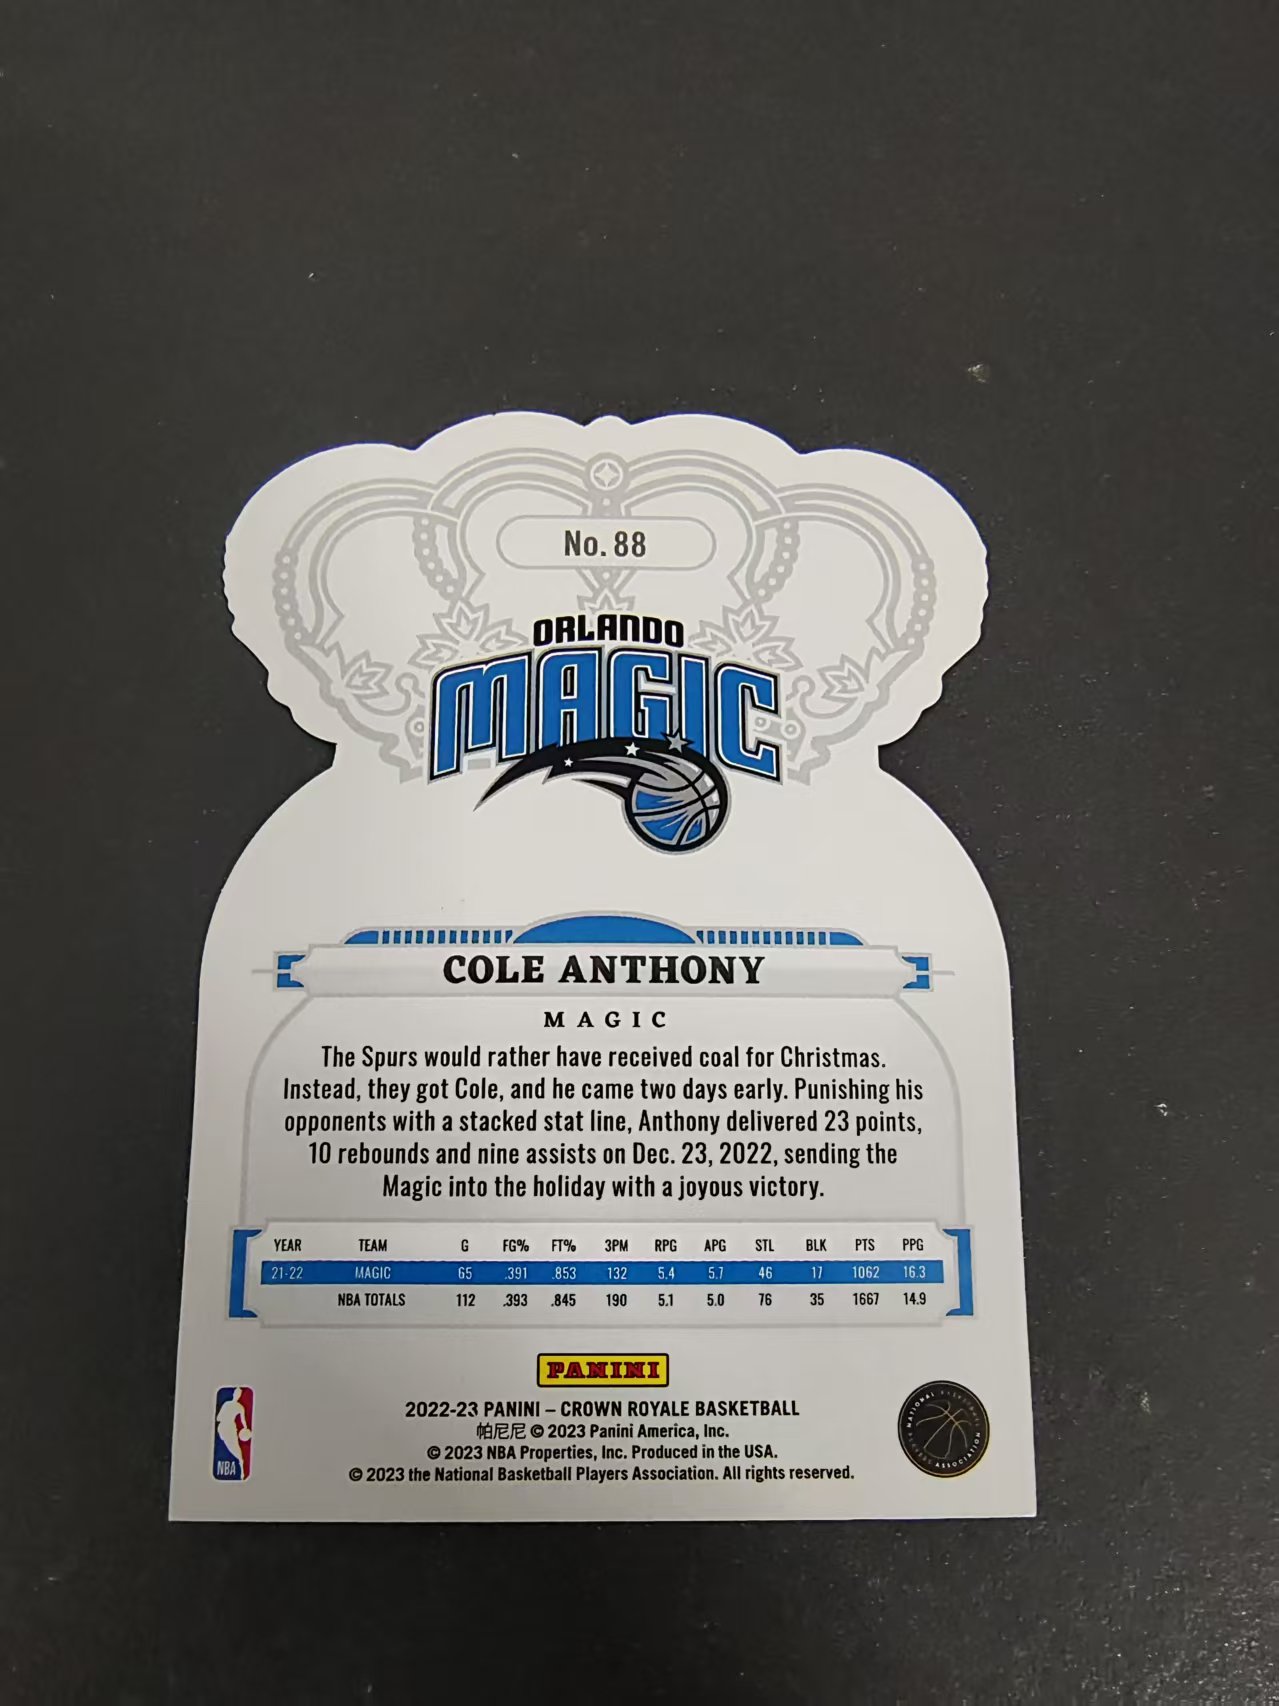 No. 88
ORLANDO
MAGIC
COLE ANTHONY
MAGIC
The Spurs would rather have received coal for Christmas.
Instead, they got Cole, and he came two days early. Punishing his
opponents with a stacked stat line, Anthony delivered 23 points,
10 rebounds and nine assists on Dec. 23, 2022, sending the
Magic into the holiday with a joyous victory.
YEAR TEAM G FG% FT% 3PM RPG APG STL BLK PTS PPG
21-22 MAGIC 65 .391 .853 132 5.4 5.7 46 17 1062 16.3
NBA TOTALS 112 .393 .845 190 5.1 5.0 76 35 1667 14.9
PANINI
2022-23 PANINI – CROWN ROYALE BASKETBALL
帕尼尼 © 2023 Panini America, Inc.
© 2023 NBA Properties, Inc. Produced in the USA.
© 2023 the National Basketball Players Association. All rights reserved.
NBA
NATIONAL BASKETBALL PLAYERS ASSOCIATION